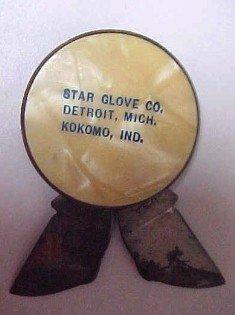 STAR GLOVE CO.
DETROIT, MICH.
KOKOMO, IND.